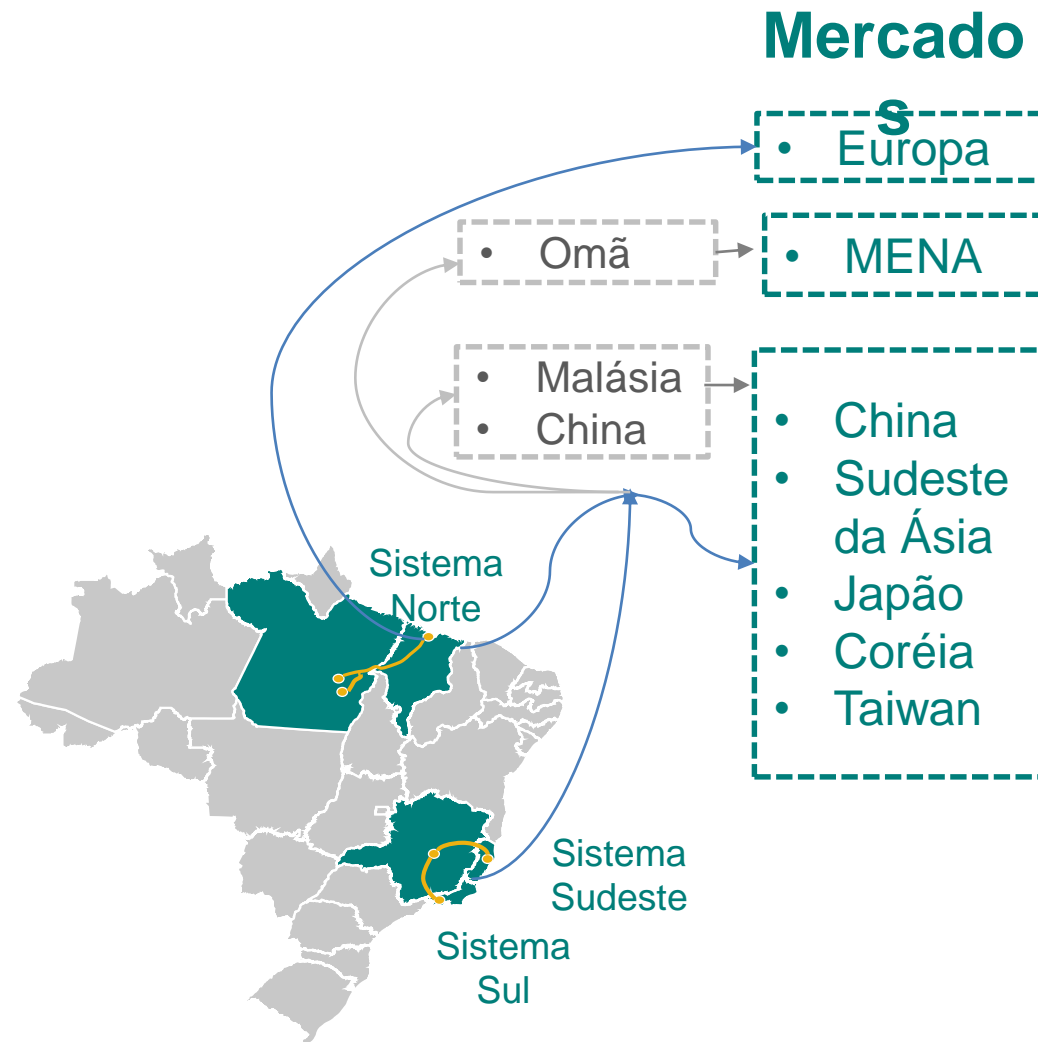 Mercado
s
• Europa
• Omã
• MENA
• Malásia
• China
• China
• Sudeste
da Ásia
• Japão
• Coréia
• Taiwan
Sistema
Norte
Sistema
Sudeste
Sistema
Sul